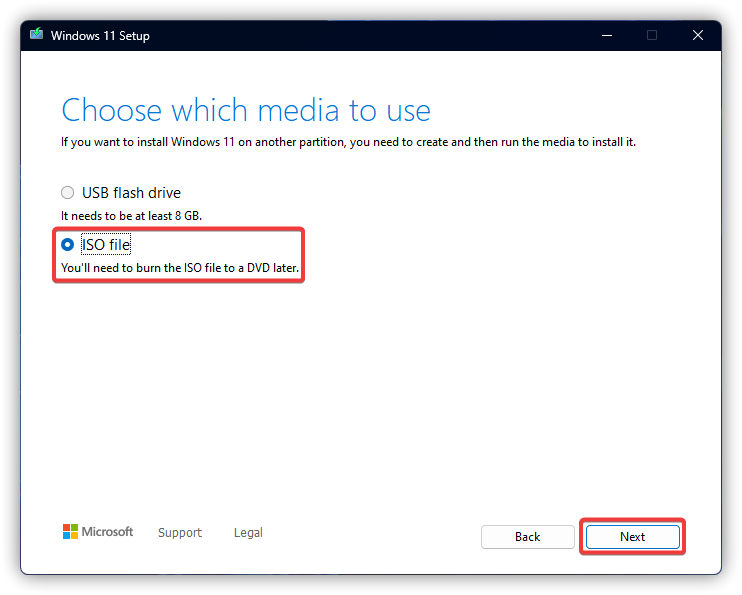 Windows 11 Setup
Choose which media to use
If you want to install Windows 11 on another partition, you need to create and then run the media to install it.
USB flash drive
It needs to be at least 8 GB.
ISO file
You'll need to burn the ISO file to a DVD later.
Microsoft Support Legal Back Next